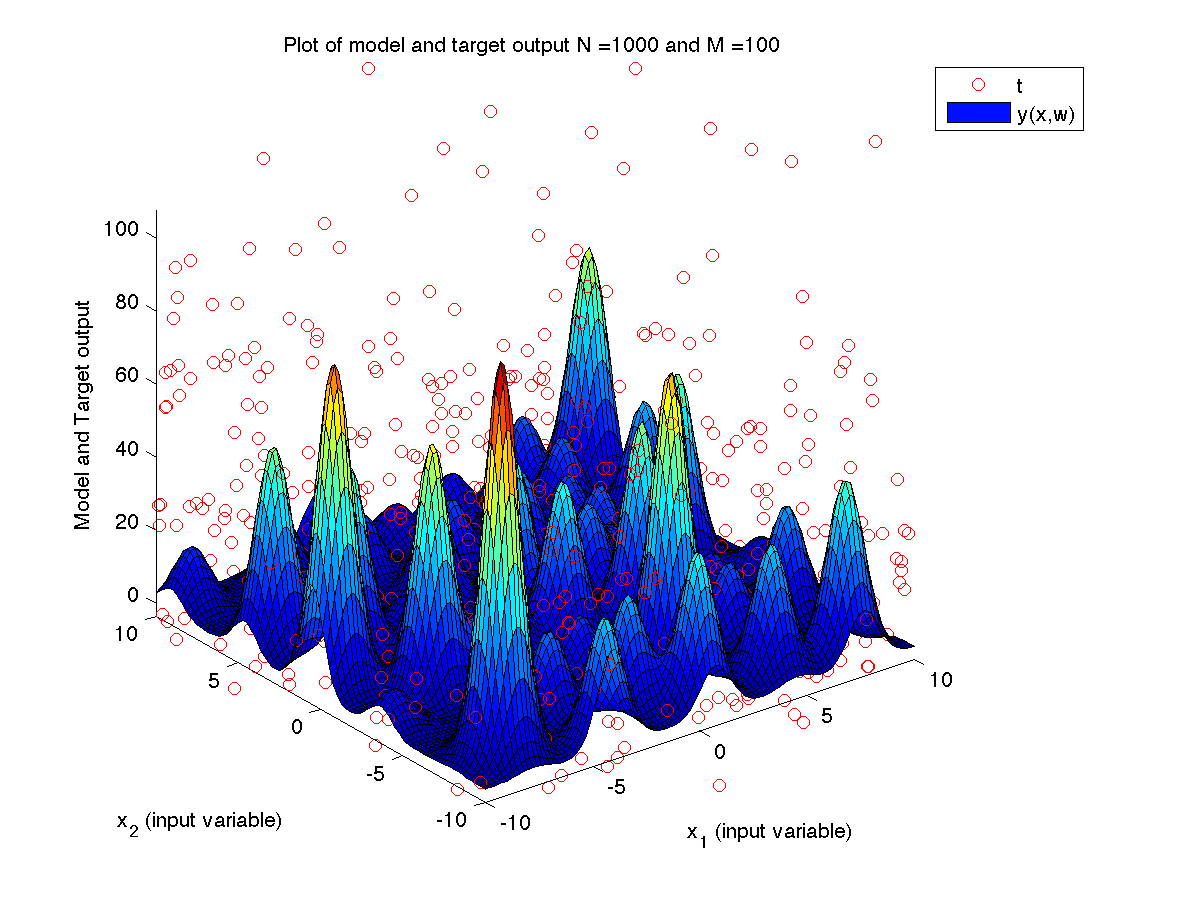 Plot of model and target output N =1000 and M =100
t
y(x,w)
Model and Target output
100
80
60
40
20
0
10
5
0
-5
-10
x2 (input variable)
-10
-5
0
5
10
x1 (input variable)